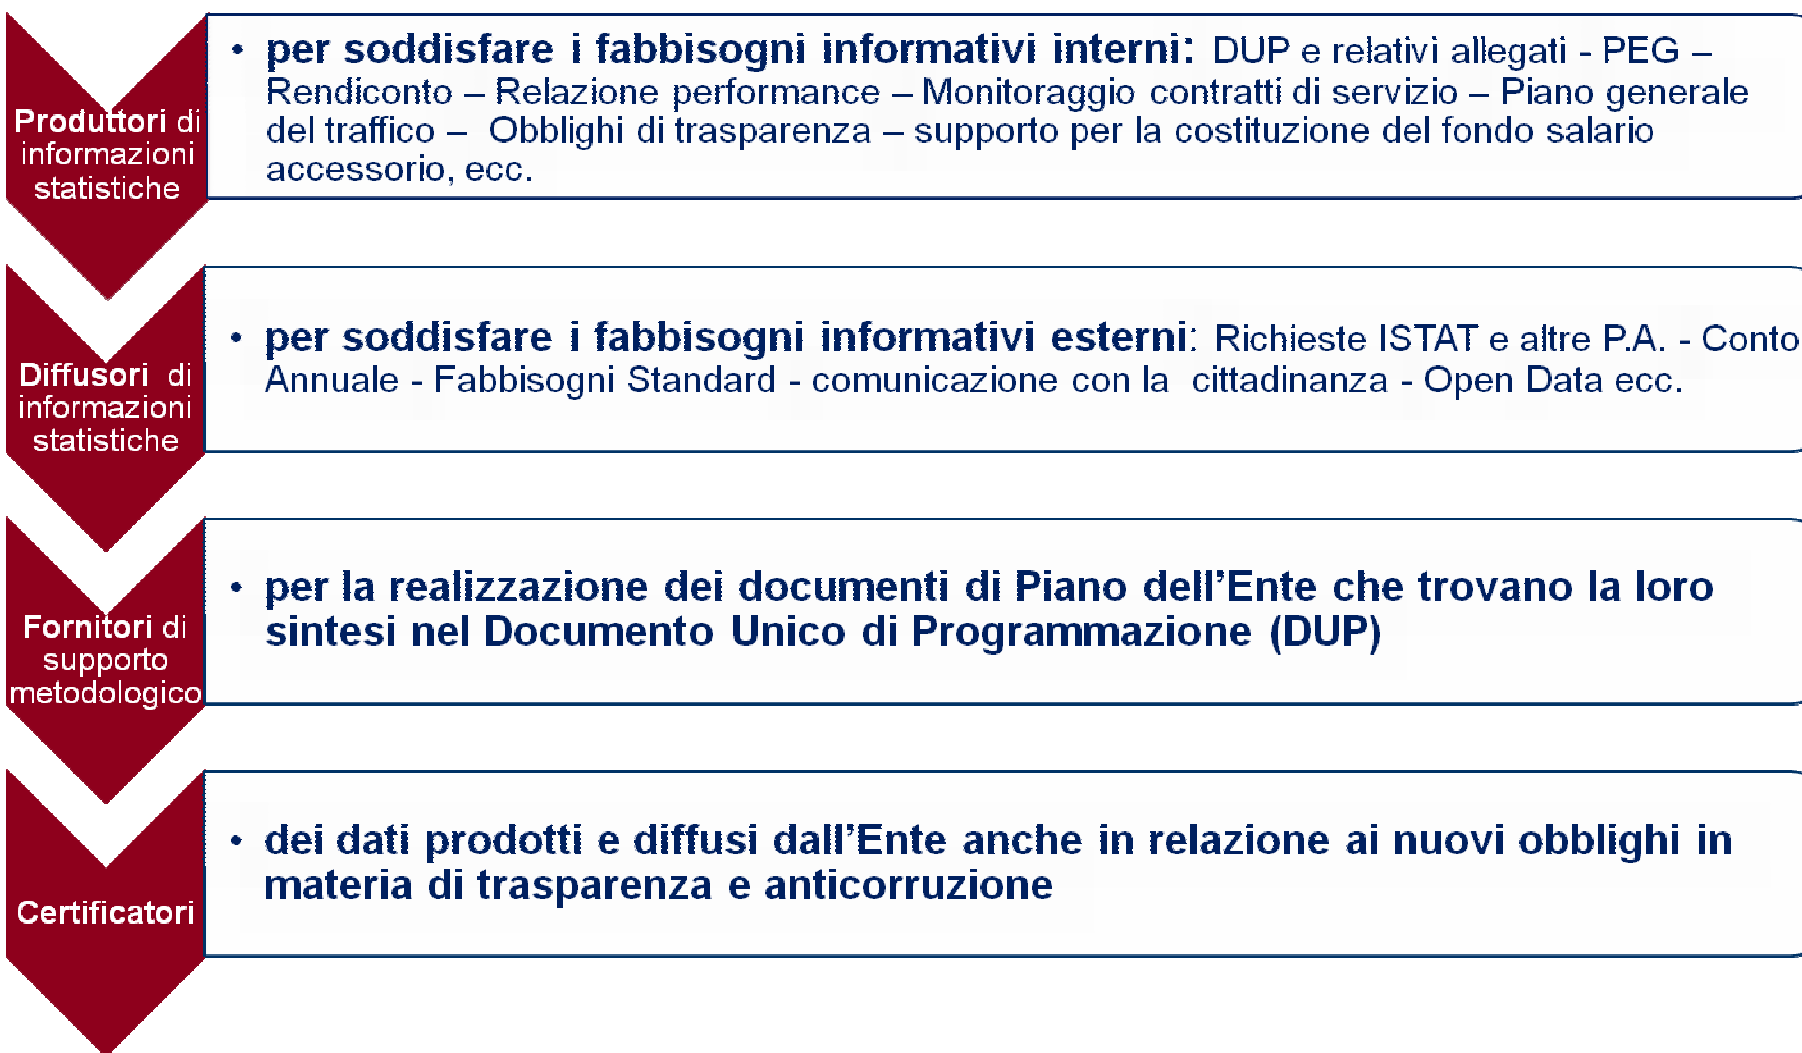 Produttori di
informazioni
statistiche
• per soddisfare i fabbisogni informativi interni: DUP e relativi allegati - PEG –
Rendiconto – Relazione performance – Monitoraggio contratti di servizio – Piano generale
del traffico – Obblighi di trasparenza – supporto per la costituzione del fondo salario
accessorio, ecc.
Diffusori di
informazioni
statistiche
• per soddisfare i fabbisogni informativi esterni: Richieste ISTAT e altre P.A. - Conto
Annuale - Fabbisogni Standard - comunicazione con la cittadinanza - Open Data ecc.
Fornitori di
supporto
metodologico
• per la realizzazione dei documenti di Piano dell’Ente che trovano la loro
sintesi nel Documento Unico di Programmazione (DUP)
Certificatori
• dei dati prodotti e diffusi dall’Ente anche in relazione ai nuovi obblighi in
materia di trasparenza e anticorruzione